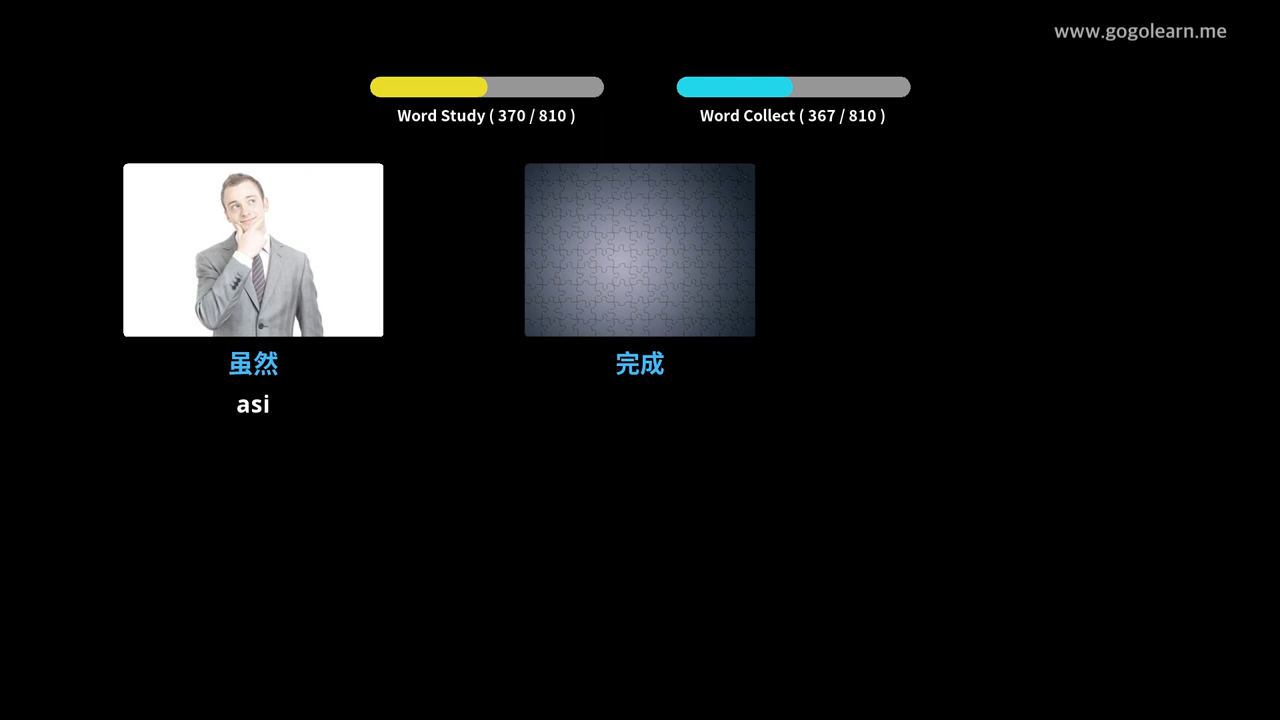 www.gogolearn.me
Word Study ( 370 / 810 )
Word Collect ( 367 / 810 )
虽然
完成
asi